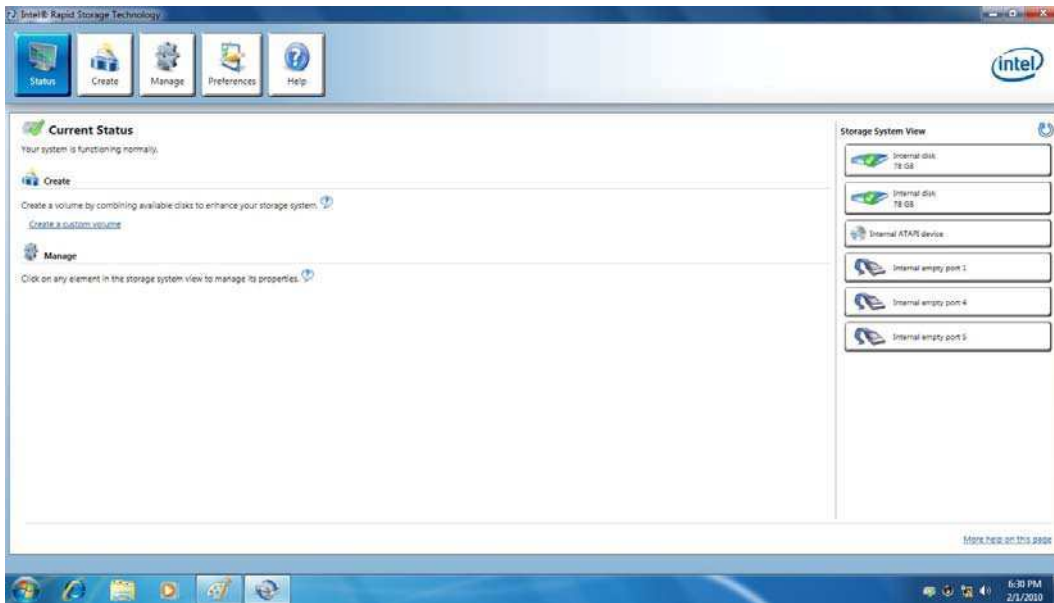 Intel® Rapid Storage Technology
Status
Create
Manage
Preferences
Help
intel
Current Status
Your system is functioning normally.
Create
Create a volume by combining available disks to enhance your storage system.
Create a custom volume
Manage
Click on any element in the storage system view to manage its properties.
Storage System View
Internal disk
78 GB
Internal disk
78 GB
Internal ATAPI device
Internal empty port 1
Internal empty port 4
Internal empty port 5
More help on this page
6:30 PM
2/1/2010